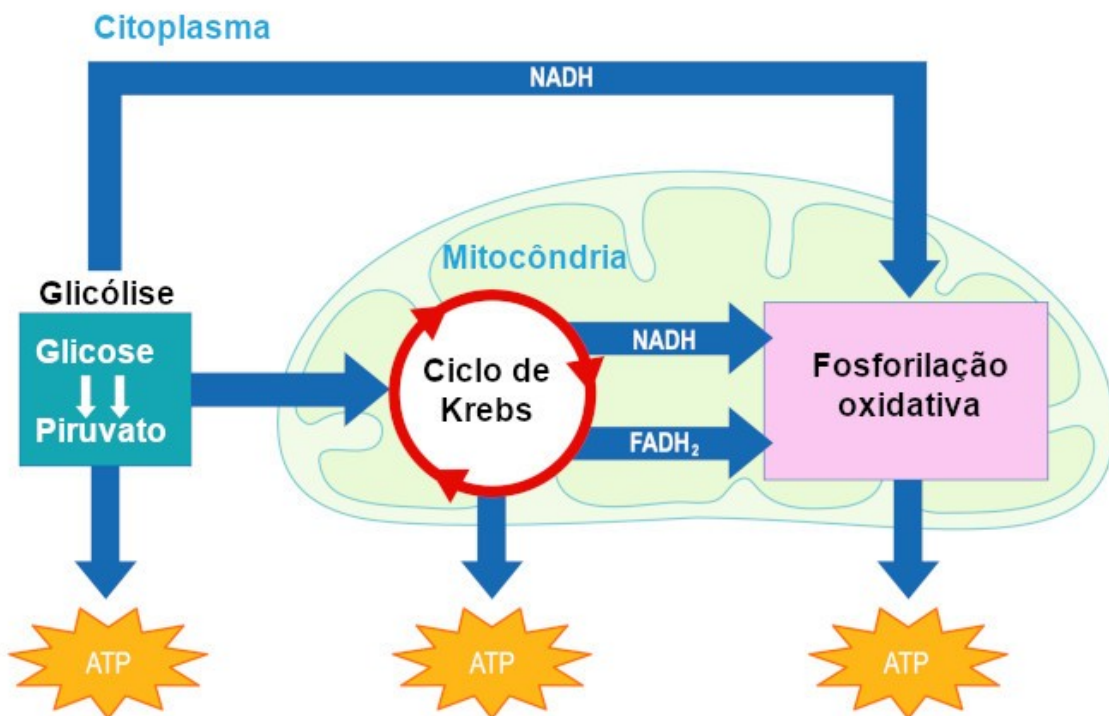 Citoplasma
NADH
Mitocôndria
Glicólise
Glicose
Piruvato
Ciclo de
Krebs
NADH
FADH₂
Fosforilação
oxidativa
ATP
ATP
ATP